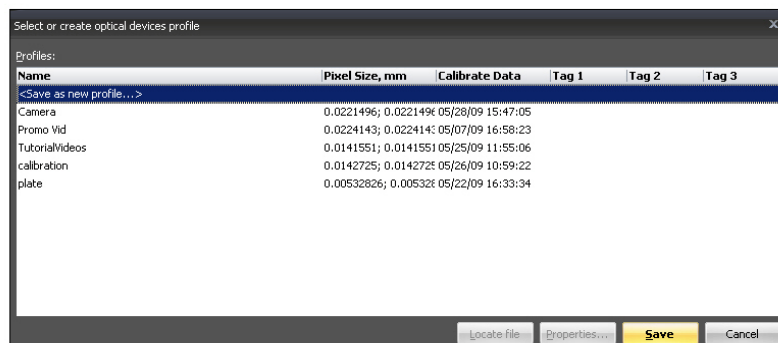 Select or create optical devices profile
Profiles:
Name Pixel Size, mm Calibrate Data Tag 1 Tag 2 Tag 3
<Save as new profile...>
Camera 0.0221496; 0.0221496 05/28/09 15:47:05
Promo Vid 0.0224143; 0.0224143 05/07/09 16:58:23
TutorialVideos 0.0141551; 0.0141551 05/25/09 11:55:06
calibration 0.0142725; 0.0142725 05/26/09 10:59:22
plate 0.00532826; 0.00532 05/22/09 16:33:34
Locate file Properties... Save Cancel